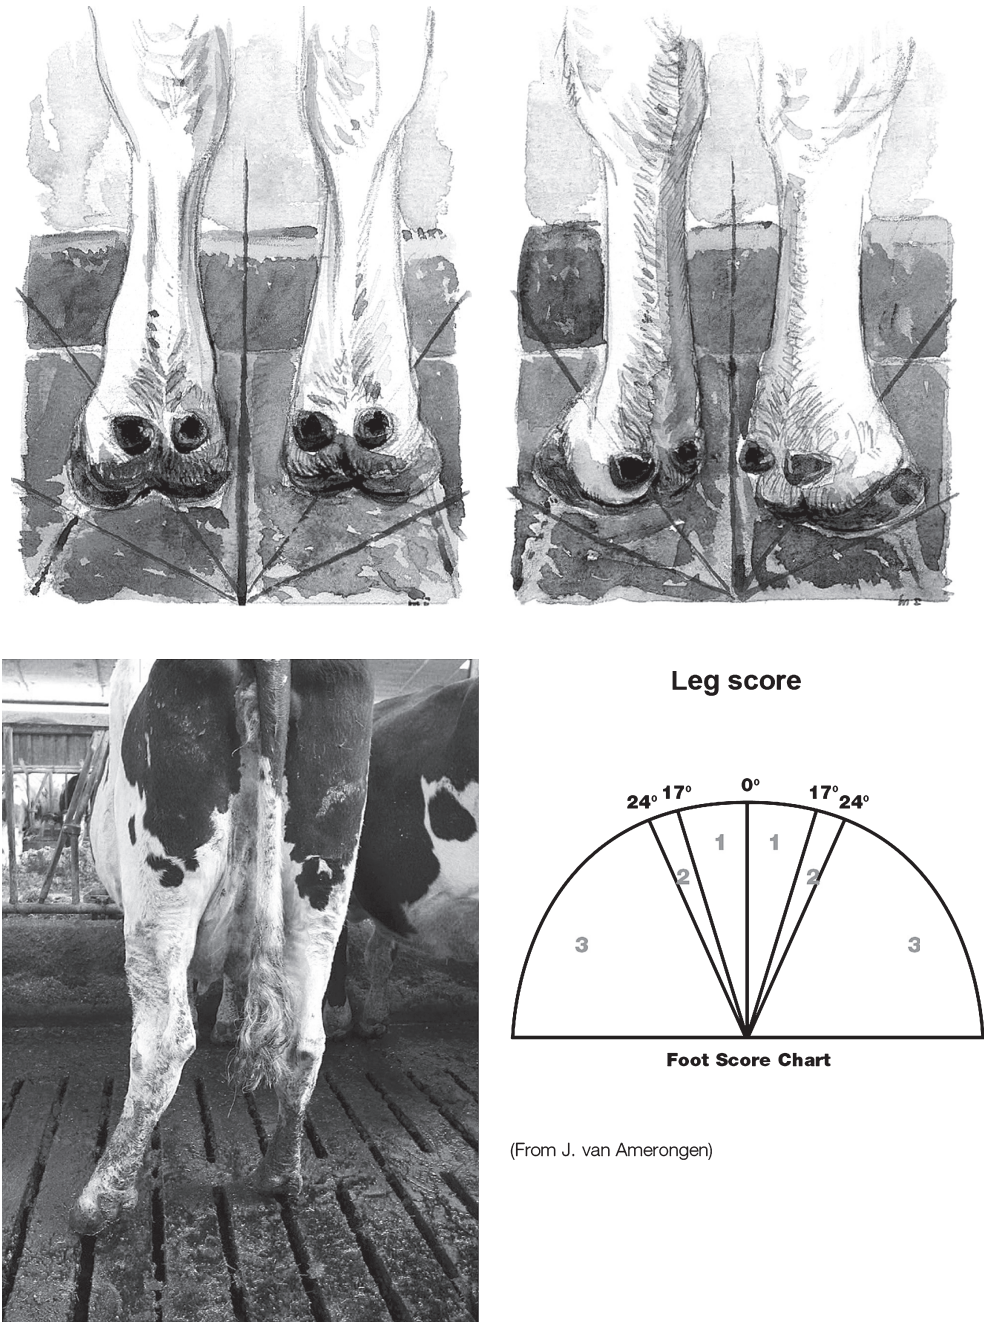 Leg score
24° 17° 0° 17° 24°
1 1
2 2
3 3
Foot Score Chart
(From J. van Amerongen)